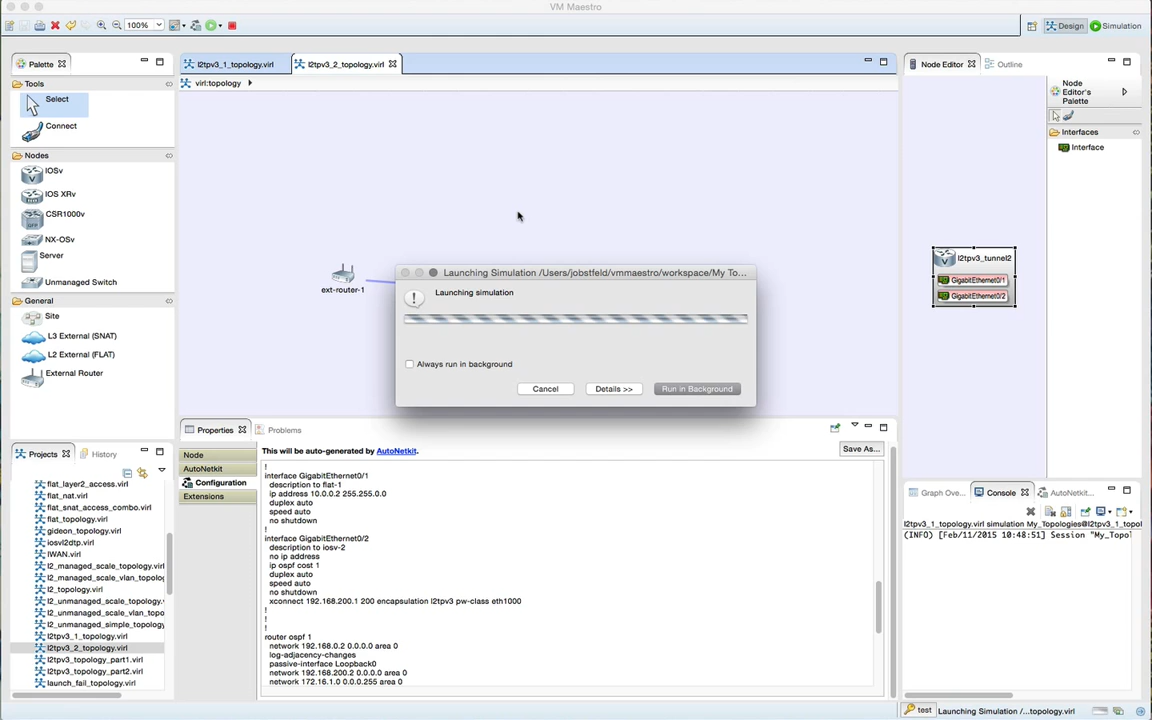 VM Maestro
100%
Design
Simulation
Palette
l2tpv3_1_topology.virl
l2tpv3_2_topology.virl
Node Editor
Outline
Tools
virl:topology
Node
Editor's
Palette
Select
Connect
Interfaces
Interface
Nodes
IOSv
IOS XRv
CSR1000v
NX-OSv
Server
Unmanaged Switch
General
Site
L3 External (SNAT)
L2 External (FLAT)
External Router
ext-router-1
Launching Simulation /Users/jobstfeld/vmmaestro/workspace/My To...
Launching simulation
Always run in background
Cancel
Details >>
Run in Background
l2tpv3_tunnel2
GigabitEthernet0/1
GigabitEthernet0/2
Properties
Problems
This will be auto-generated by AutoNetkit.
Save As...
Node
AutoNetkit
Configuration
Extensions
!
interface GigabitEthernet0/1
description to flat-1
ip address 10.0.0.2 255.255.0.0
duplex auto
speed auto
no shutdown
!
interface GigabitEthernet0/2
description to iosv-2
no ip address
ip ospf cost 1
duplex auto
speed auto
no shutdown
xconnect 192.168.200.1 200 encapsulation l2tpv3 pw-class eth1000
!
!
!
router ospf 1
network 192.168.0.2 0.0.0.0 area 0
log-adjacency-changes
passive-interface Loopback0
network 192.168.200.2 0.0.0.0 area 0
network 172.16.1.0 0.0.0.255 area 0
Projects
History
flat_layer2_access.virl
flat_nat.virl
flat_snat_access_combo.virl
flat_topology.virl
gideon_topology.virl
iosvl2dtp.virl
IWAN.virl
l2_managed_scale_topology.virl
l2_managed_scale_vlan_topolog
l2_topology.virl
l2_unmanaged_scale_topology.
l2_unmanaged_scale_vlan_topo
l2_unmanaged_simple_topology
l2tpv3_1_topology.virl
l2tpv3_2_topology.virl
l2tpv3_topology_part1.virl
l2tpv3_topology_part2.virl
launch_fail_topology.virl
Graph Ove...
Console
AutoNetkit...
l2tpv3_1_topology.virl simulation My_Topologies@l2tpv3_1_topol
(INFO) [Feb/11/2015 10:48:51] Session "My_Topol
test
Launching Simulation /...topology.virl